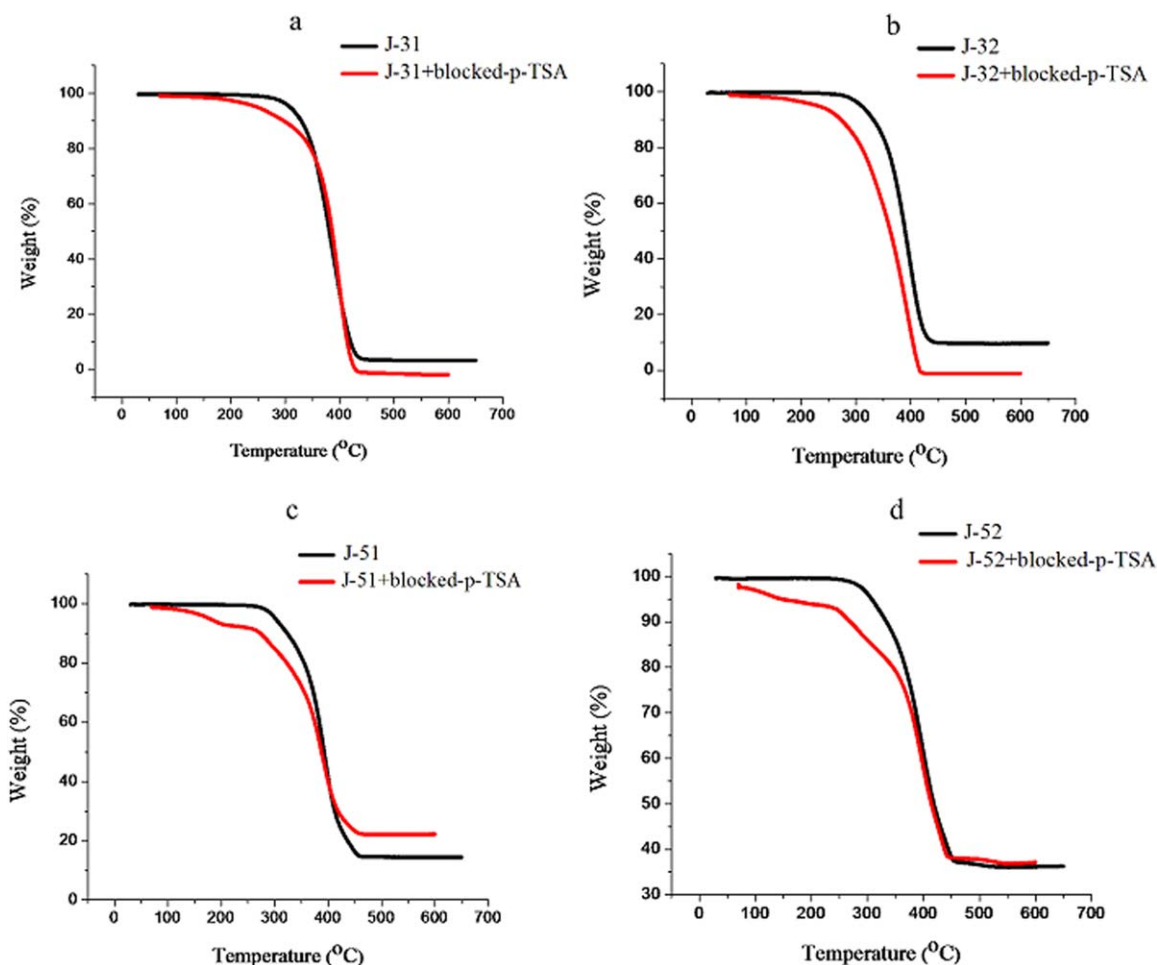 a
J-31
J-31+blocked-p-TSA
100
80
60
40
20
0
0 100 200 300 400 500 600 700
Weight (%)
Temperature (ᴼC)
b
J-32
J-32+blocked-p-TSA
100
80
60
40
20
0
0 100 200 300 400 500 600 700
Weight (%)
Temperature (ᴼC)
c
J-51
J-51+blocked-p-TSA
100
80
60
40
20
0
0 100 200 300 400 500 600 700
Weight (%)
Temperature (ᴼC)
d
J-52
J-52+blocked-p-TSA
100
90
80
70
60
50
40
30
0 100 200 300 400 500 600 700
Weight (%)
Temperature (ᴼC)